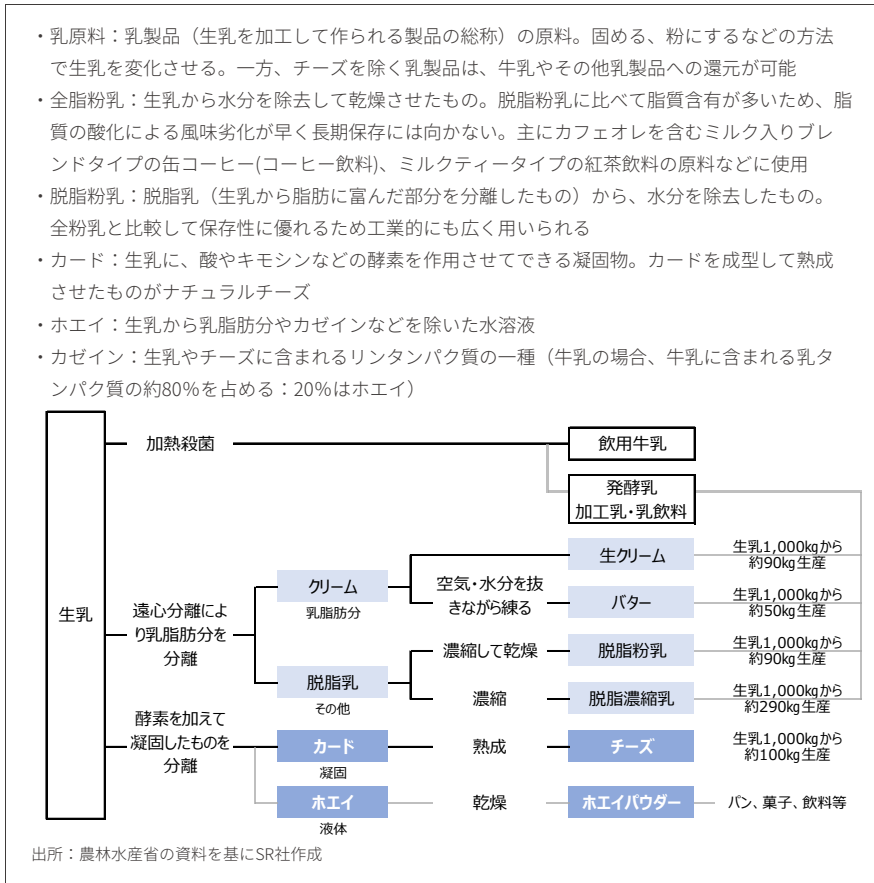 ・乳原料：乳製品（生乳を加工して作られる製品の総称）の原料。固める、粉にするなどの方法
で生乳を変化させる。一方、チーズを除く乳製品は、牛乳やその他乳製品への還元が可能
・全脂粉乳：生乳から水分を除去して乾燥させたもの。脱脂粉乳に比べて脂質含有が多いため、脂
質の酸化による風味劣化が早く長期保存には向かない。主にカフェオレを含むミルク入りブレ
ンドタイプの缶コーヒー(コーヒー飲料)、ミルクティータイプの紅茶飲料の原料などに使用
・脱脂粉乳：脱脂乳（生乳から脂肪に富んだ部分を分離したもの）から、水分を除去したもの。
全粉乳と比較して保存性に優れるため工業的にも広く用いられる
・カード：生乳に、酸やキモシンなどの酵素を作用させてできる凝固物。カードを成型して熟成
させたものがナチュラルチーズ
・ホエイ：生乳から乳脂肪分やカゼインなどを除いた水溶液
・カゼイン：生乳やチーズに含まれるリンタンパク質の一種（牛乳の場合、牛乳に含まれる乳タ
ンパク質の約80％を占める：20％はホエイ）
生乳
加熱殺菌
飲用牛乳
発酵乳
加工乳・乳飲料
遠心分離によ
り乳脂肪分を
分離
クリーム
乳脂肪分
生クリーム
生乳1,000kgから
約90kg生産
空気・水分を抜
きながら練る
バター
生乳1,000kgから
約50kg生産
脱脂乳
その他
濃縮して乾燥
脱脂粉乳
生乳1,000kgから
約90kg生産
濃縮
脱脂濃縮乳
生乳1,000kgから
約290kg生産
酵素を加えて
凝固したものを
分離
カード
凝固
熟成
チーズ
生乳1,000kgから
約100kg生産
ホエイ
液体
乾燥
ホエイパウダー
パン、菓子、飲料等
出所：農林水産省の資料を基にSR社作成